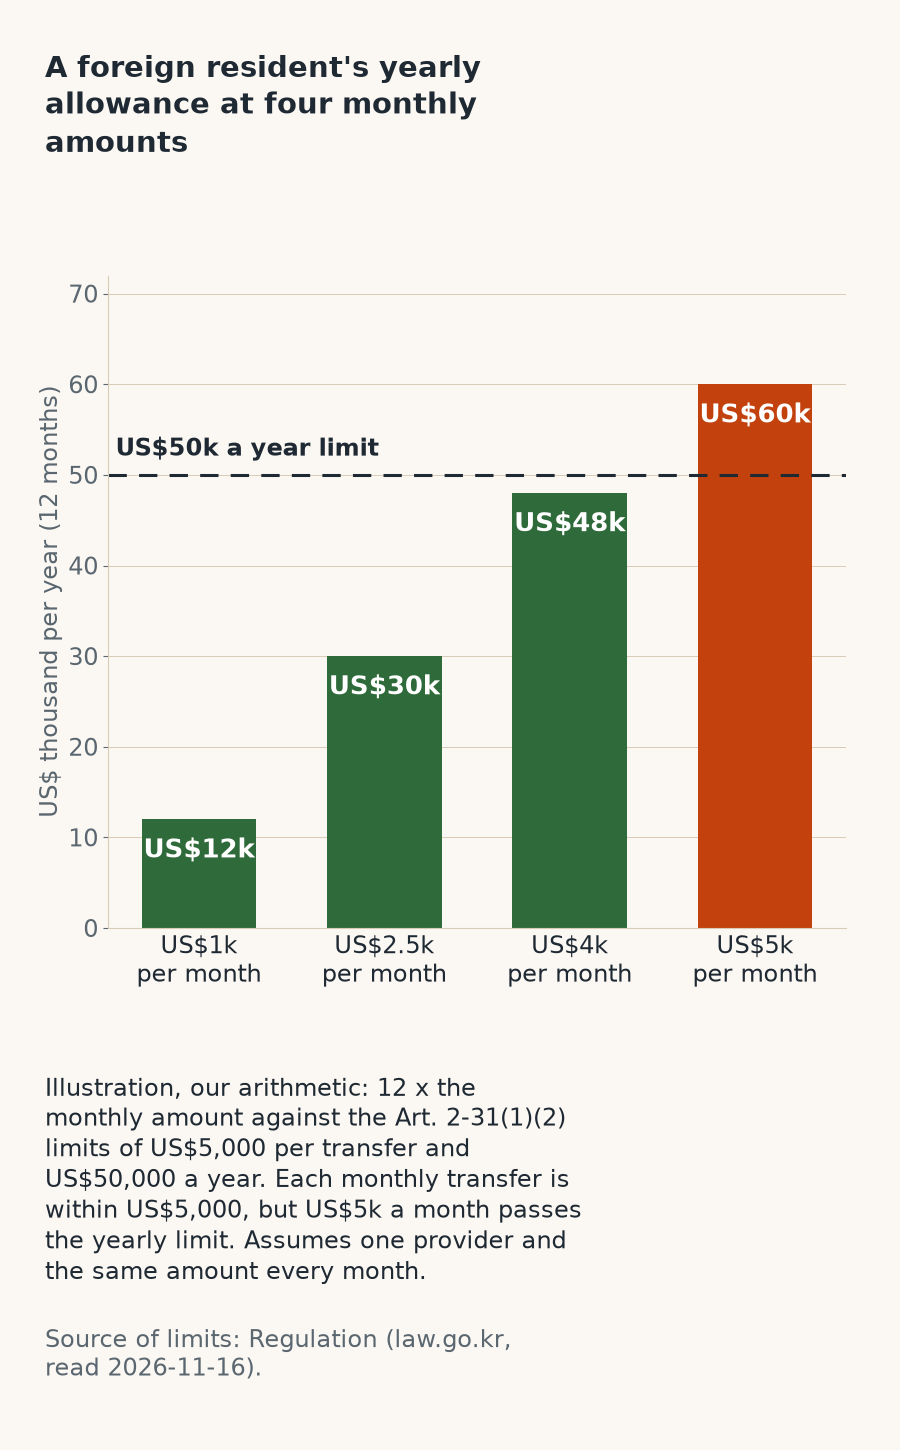 A foreign resident's yearly
allowance at four monthly
amounts
US$ thousand per year (12 months)
70
60
50
40
30
20
10
0
US$50k a year limit
US$12k
US$30k
US$48k
US$60k
US$1k
per month
US$2.5k
per month
US$4k
per month
US$5k
per month
Illustration, our arithmetic: 12 x the
monthly amount against the Art. 2-31(1)(2)
limits of US$5,000 per transfer and
US$50,000 a year. Each monthly transfer is
within US$5,000, but US$5k a month passes
the yearly limit. Assumes one provider and
the same amount every month.
Source of limits: Regulation (law.go.kr,
read 2026-11-16).